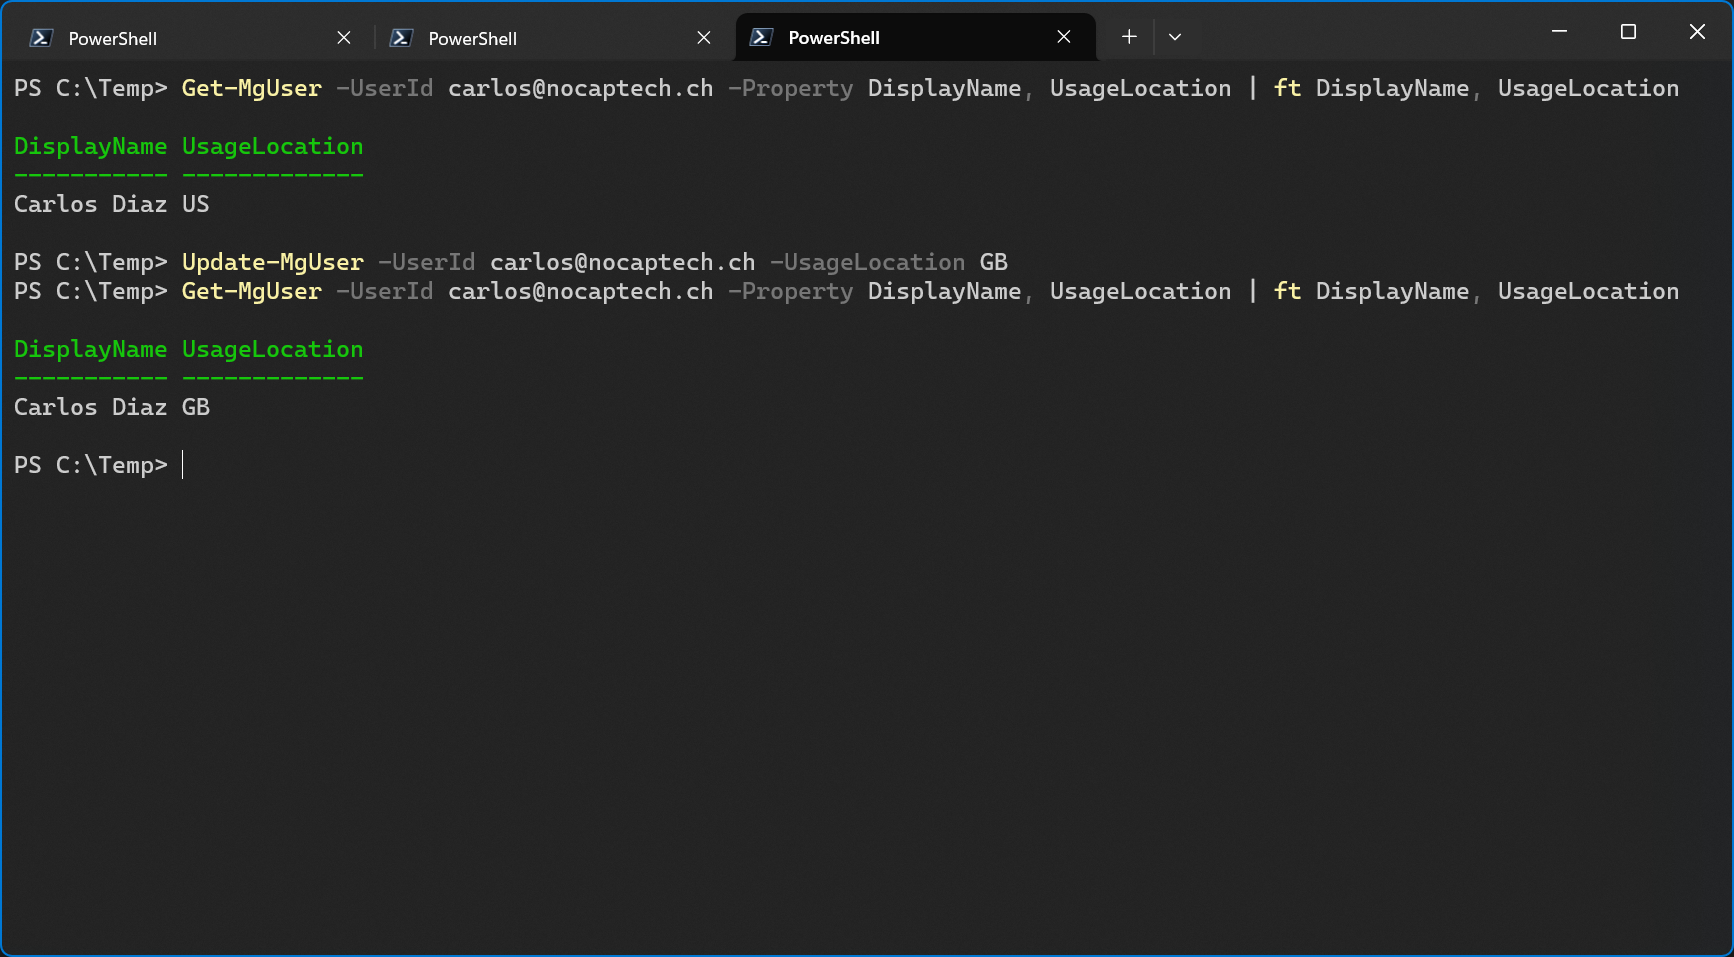 PowerShell PowerShell PowerShell
PS C:\Temp> Get-MgUser -UserId carlos@nocaptech.ch -Property DisplayName, UsageLocation | ft DisplayName, UsageLocation
DisplayName UsageLocation
----------- -------------
Carlos Diaz US
PS C:\Temp> Update-MgUser -UserId carlos@nocaptech.ch -UsageLocation GB
PS C:\Temp> Get-MgUser -UserId carlos@nocaptech.ch -Property DisplayName, UsageLocation | ft DisplayName, UsageLocation
DisplayName UsageLocation
----------- -------------
Carlos Diaz GB
PS C:\Temp>